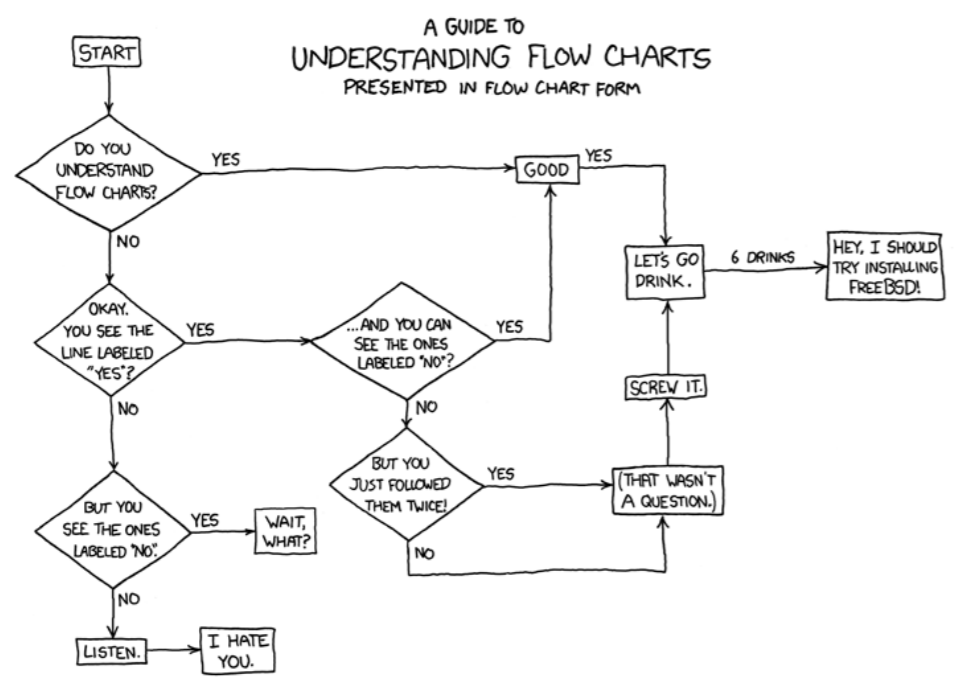 A GUIDE TO
UNDERSTANDING FLOW CHARTS
PRESENTED IN FLOW CHART FORM
START
DO YOU
UNDERSTAND
FLOW CHARTS?
YES
GOOD
YES
NO
LET'S GO
DRINK.
6 DRINKS
HEY, I SHOULD
TRY INSTALLING
FREEBSD!
OKAY.
YOU SEE THE
LINE LABELED
"YES"?
YES
...AND YOU CAN
SEE THE ONES
LABELED "NO"?
YES
NO
NO
SCREW IT.
BUT YOU
JUST FOLLOWED
THEM TWICE!
YES
(THAT WASN'T
A QUESTION.)
NO
BUT YOU
SEE THE ONES
LABELED "NO".
YES
WAIT,
WHAT?
NO
LISTEN.
I HATE
YOU.